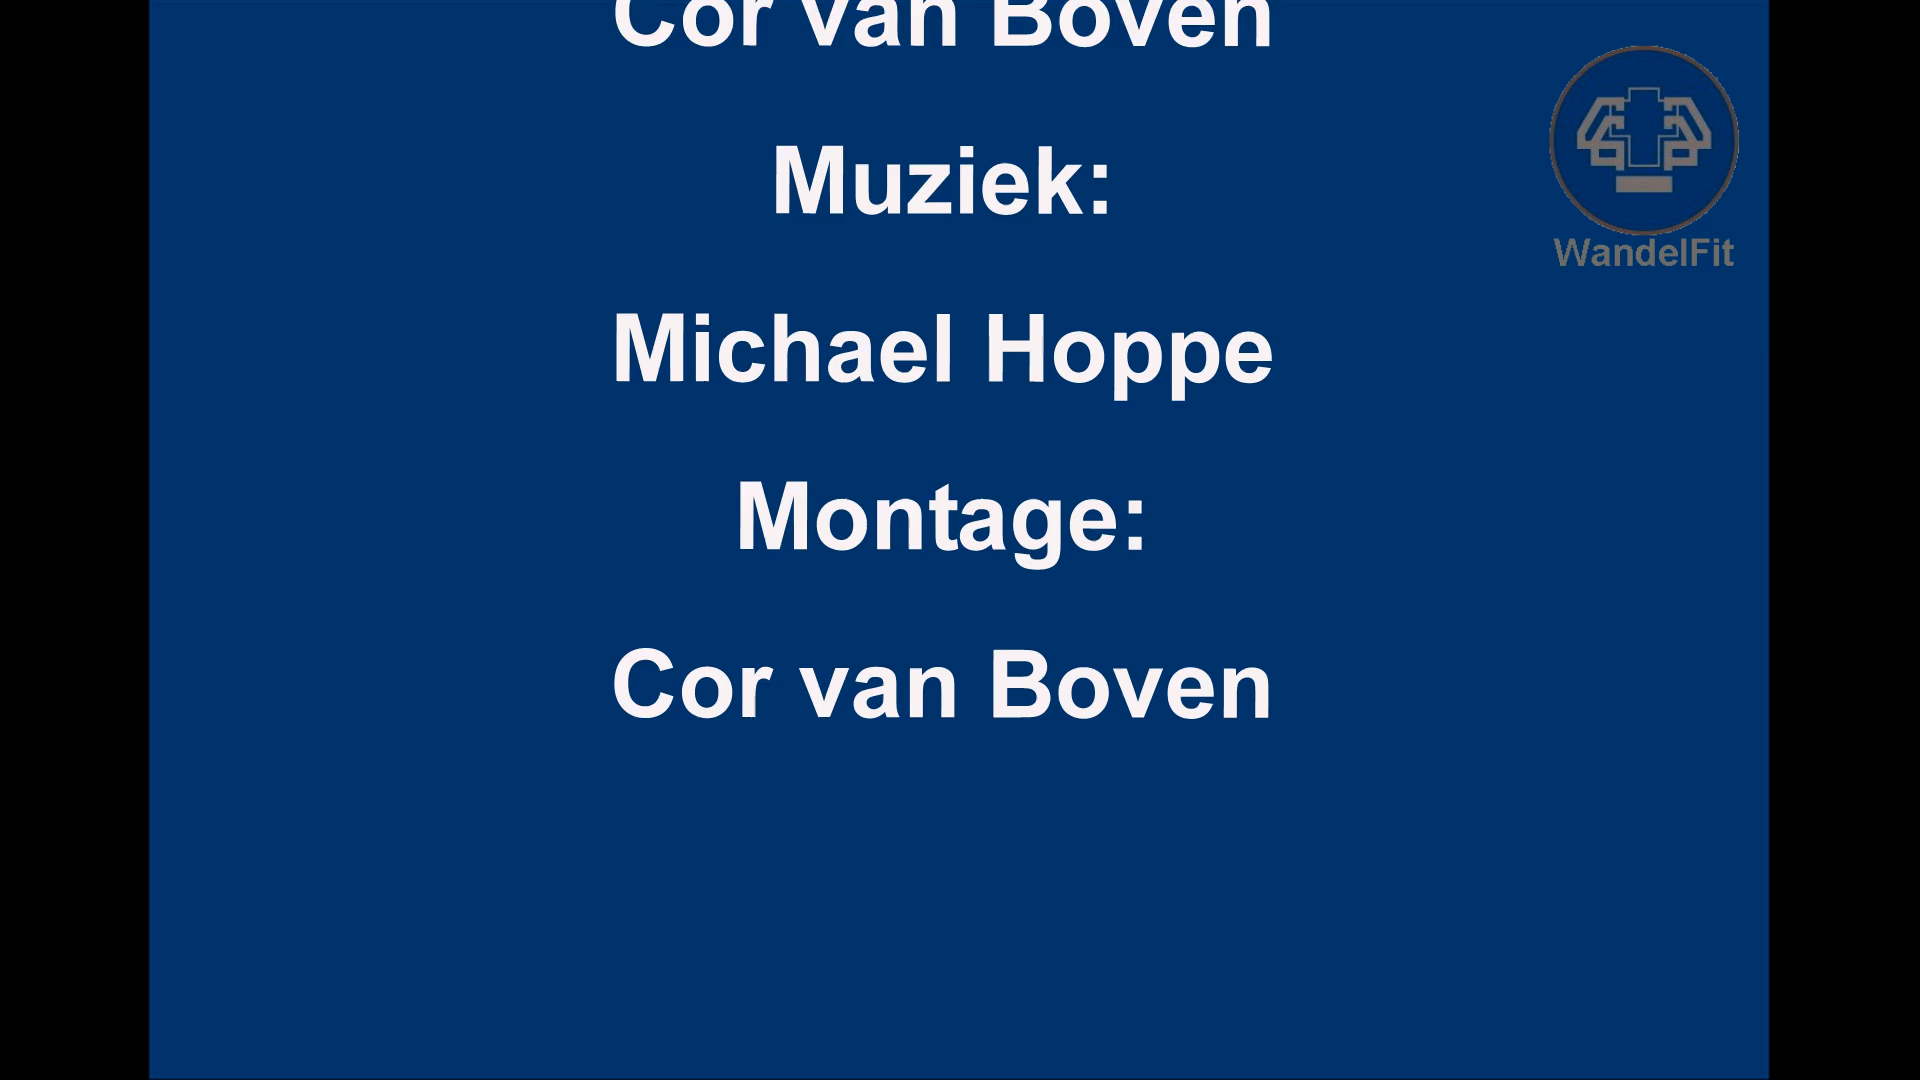 Cor van Boven
Muziek:
Michael Hoppe
Montage:
Cor van Boven
WandelFit